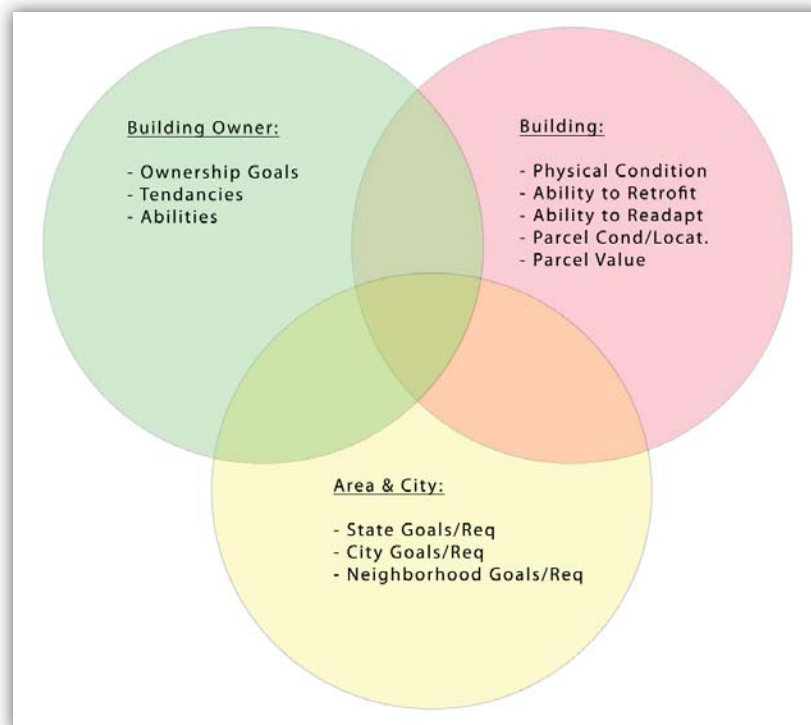 Building Owner:
- Ownership Goals
- Tendancies
- Abilities
Building:
- Physical Condition
- Ability to Retrofit
- Ability to Readapt
- Parcel Cond/Locat.
- Parcel Value
Area & City:
- State Goals/Req
- City Goals/Req
- Neighborhood Goals/Req